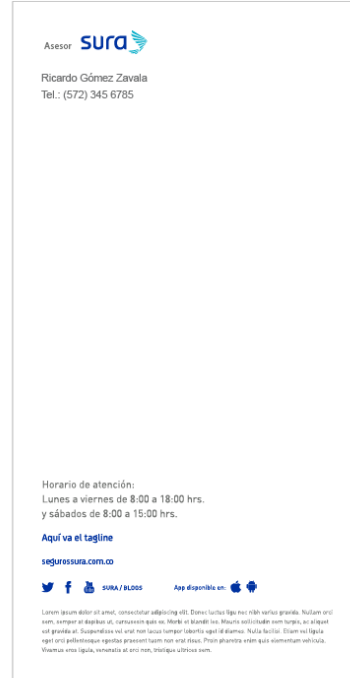 Asesor sura
Ricardo Gómez Zavala
Tel.: (572) 345 6785
Horario de atención:
Lunes a viernes de 8:00 a 18:00 hrs.
y sábados de 8:00 a 15:00 hrs.
Aquí va el tagline
segurossura.com.co
SURA / BLOGS App disponible en:
Lorem ipsum dolor sit amet, consectetur adipiscing elit. Donec luctus ligu nec nibh varius gravida. Nullam orci
sem, semper at dapibus ut, cursus sem quis ex. Morbi et blandit leo. Mauris sollicitudin sem turpis, ac aliquet
est gravida at. Suspendisse vel erat non lacus tempor lobortis eget id diamus. Nulla facilisi. Etiam vel ligula
eget orci pellentesque egestas praesent tuom non erat risus. Proin pharetra enim quis elementum vehicula.
Vivamus eros ligula, venenatis at orci non, tristique ultrices sem.